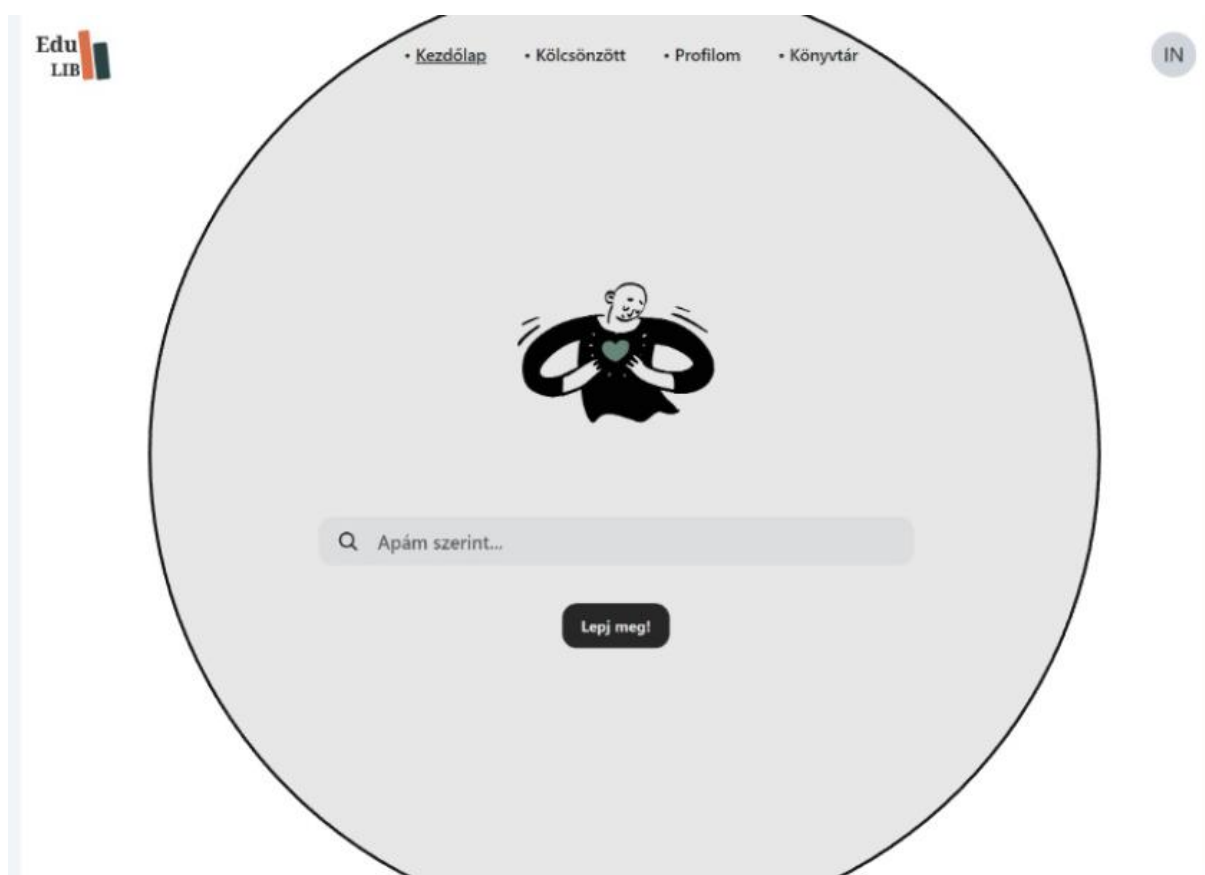 Edu
LIB
• Kezdőlap • Kölcsönzött • Profilom • Könyvtár
IN
Apám szerint...
Lepj meg!